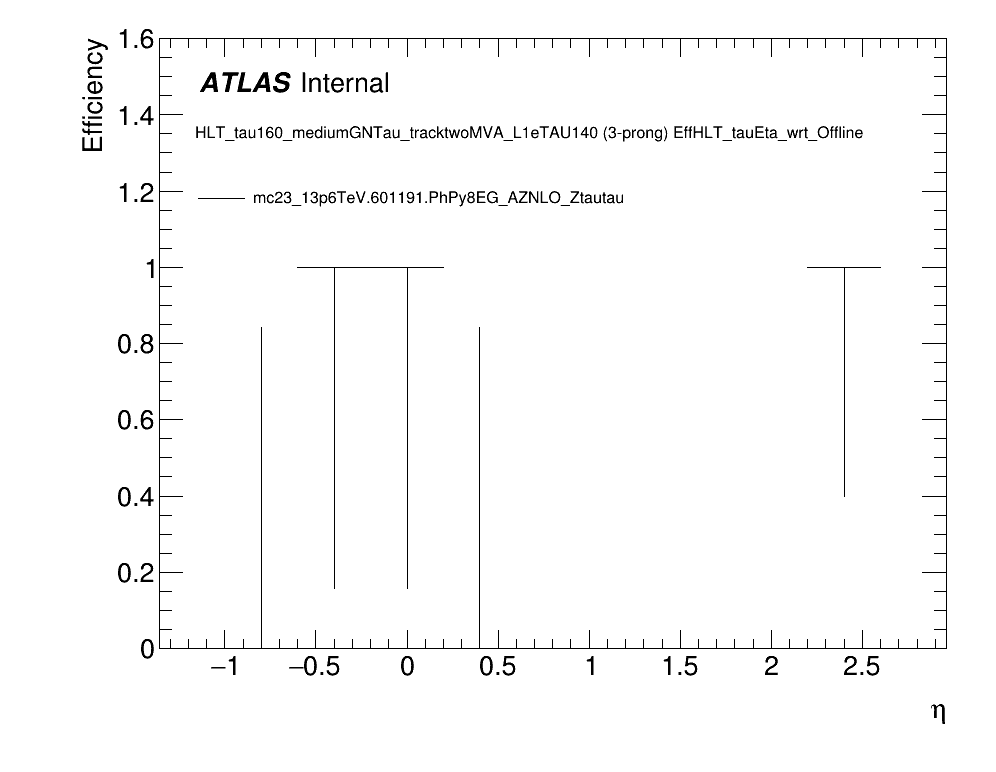 Efficiency
1.6
1.4
1.2
1
0.8
0.6
0.4
0.2
0
ATLAS Internal
HLT_tau160_mediumGNTau_tracktwoMVA_L1eTAU140 (3-prong) EffHLT_tauEta_wrt_Offline
mc23_13p6TeV.601191.PhPy8EG_AZNLO_Ztautau
−1 −0.5 0 0.5 1 1.5 2 2.5
η